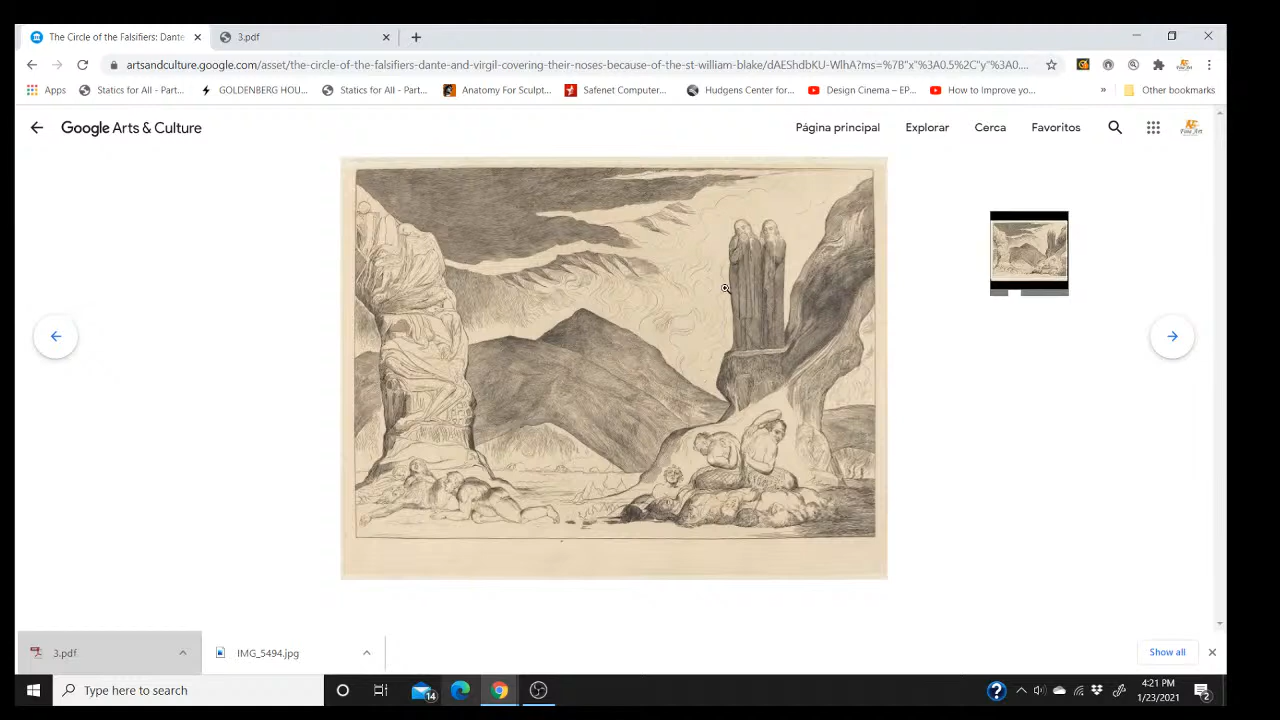 The Circle of the Falsifiers: Dante
3.pdf
artsandculture.google.com/asset/the-circle-of-the-falsifiers-dante-and-virgil-covering-their-noses-because-of-the-st-william-blake/dAEShdbKU-WlhA?ms=%7B"x"%3A0.5%2C"y"%3A0....
Apps
Statics for All - Part...
GOLDENBERG HOU...
Statics for All - Part...
Anatomy For Sculpt...
Safenet Computer...
Hudgens Center for...
Design Cinema – EP...
How to Improve yo...
»
Other bookmarks
Google Arts & Culture
Página principal
Explorar
Cerca
Favoritos
3.pdf
IMG_5494.jpg
Show all
Type here to search
14
4:21 PM
1/23/2021
2